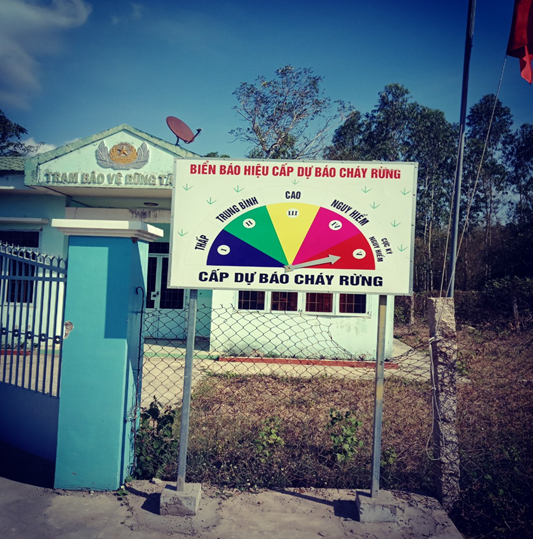 TRẠM BẢO VỆ RỪNG
BIỂN BÁO HIỆU CẤP DỰ BÁO CHÁY RỪNG
THẤP
TRUNG BÌNH
CAO
NGUY HIỂM
CỰC KỲ
NGUY HIỂM
I
II
III
IV
V
CẤP DỰ BÁO CHÁY RỪNG